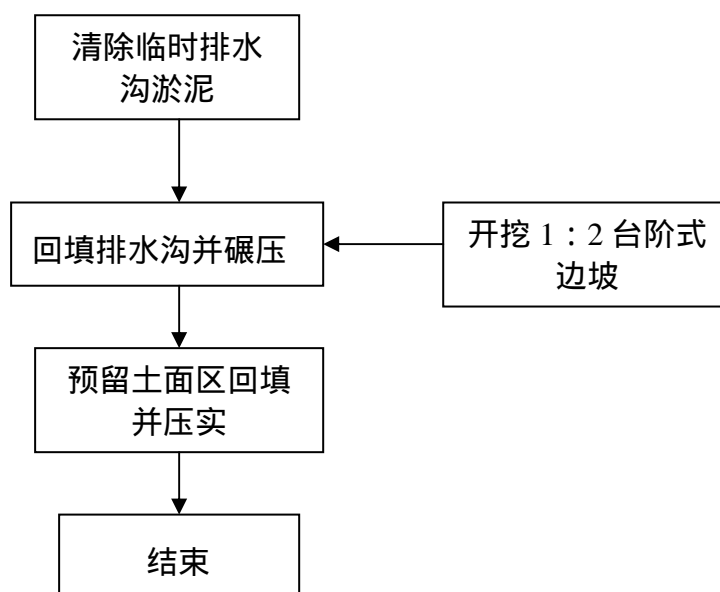 清除临时排水
沟淤泥
回填排水沟并碾压
开挖 1：2 台阶式
边坡
预留土面区回填
并压实
结束